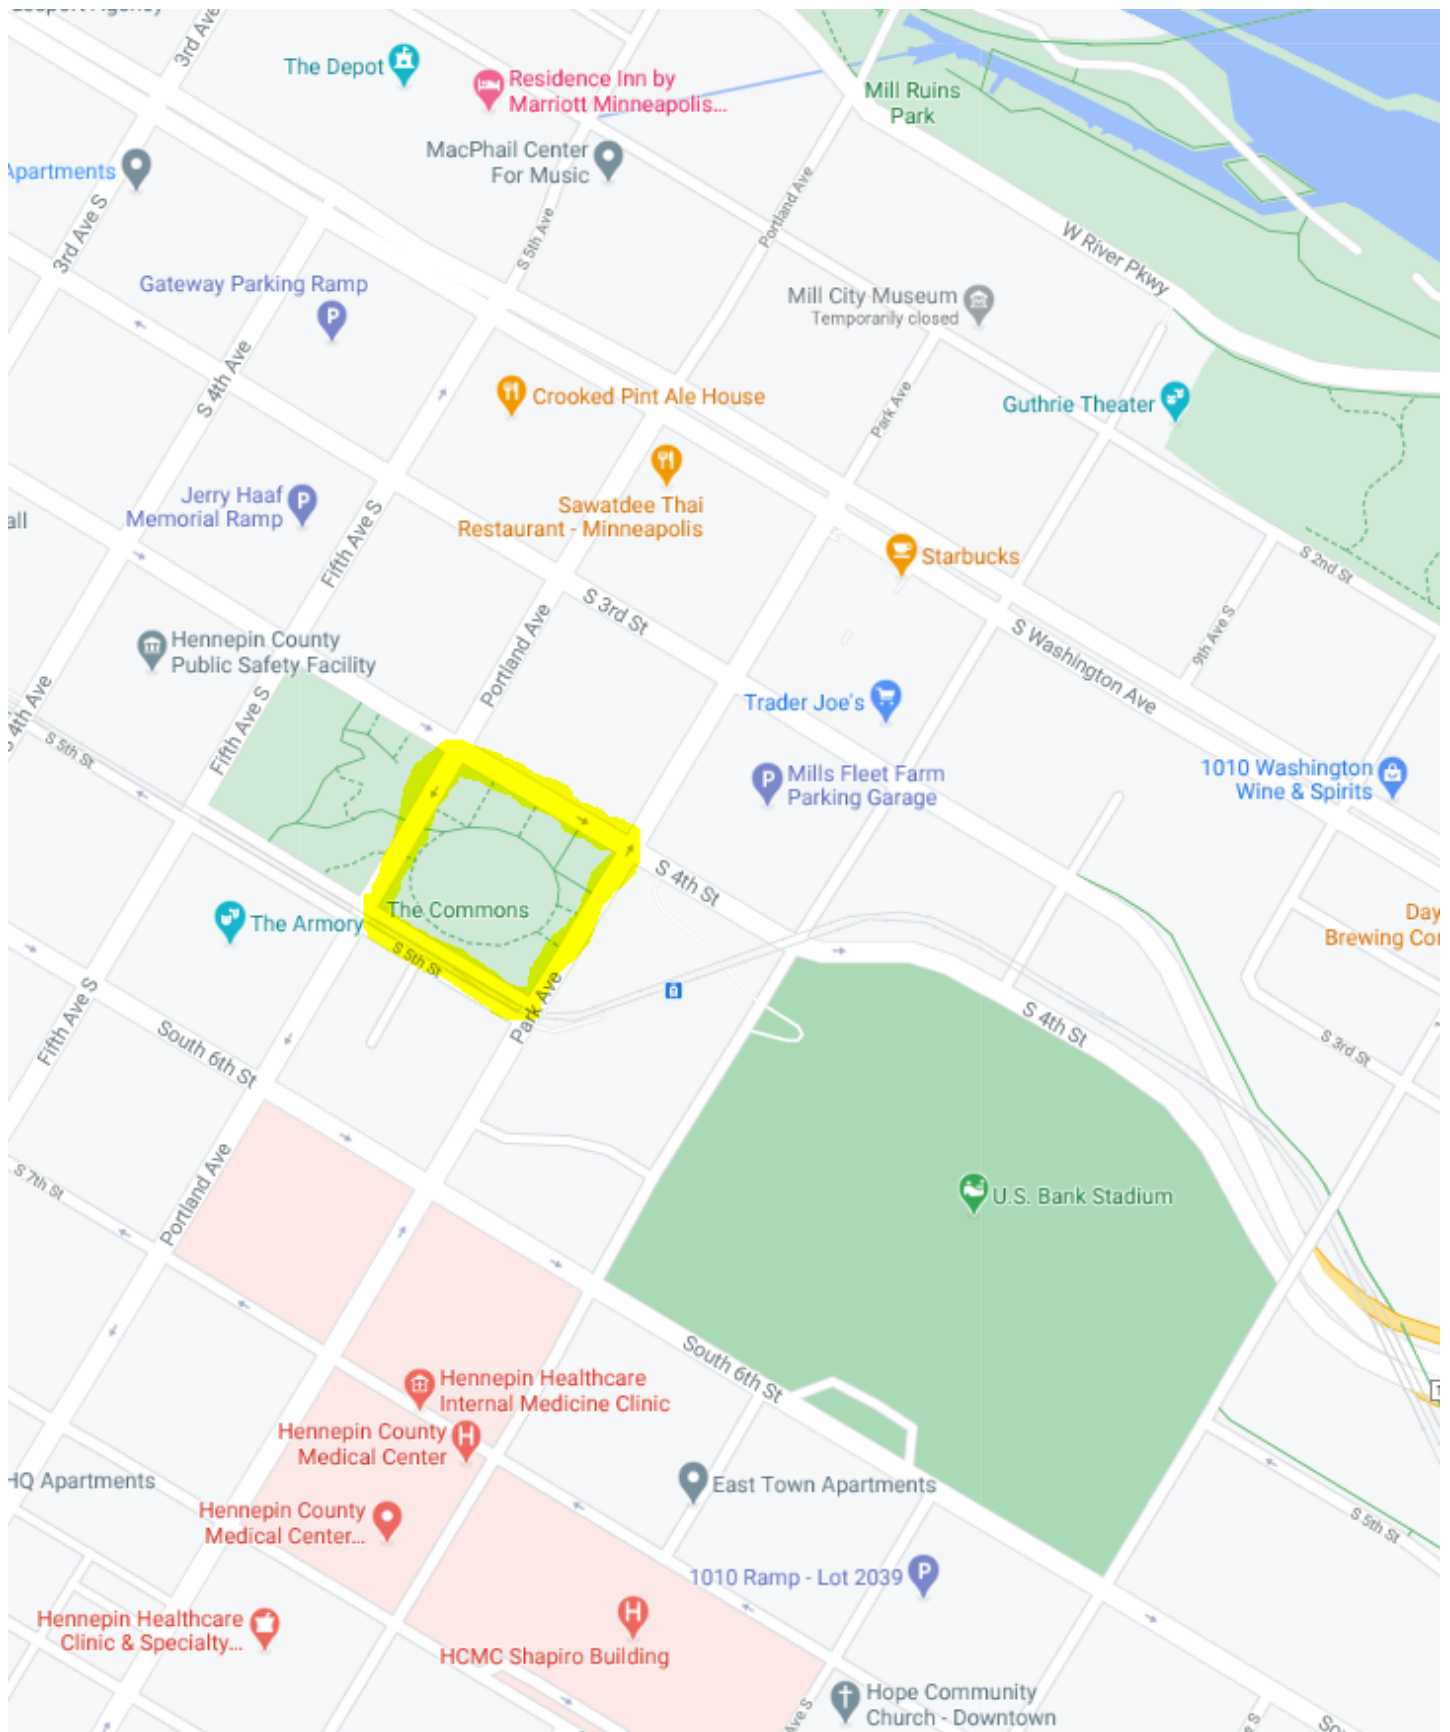 3rd Ave
The Depot
Residence Inn by
Marriott Minneapolis...
Mill Ruins
Park
MacPhail Center
For Music
Apartments
3rd Ave S
S 5th Ave
Portland Ave
W River Pkwy
Gateway Parking Ramp
Mill City Museum
Temporarily closed
S 4th Ave
Crooked Pint Ale House
Park Ave
Guthrie Theater
P
Jerry Haaf
Memorial Ramp
P
all
Sawatdee Thai
Restaurant - Minneapolis
Fifth Ave S
Starbucks
S 2nd St
S 3rd St
Hennepin County
Public Safety Facility
Portland Ave
9th Ave S
S Washington Ave
S 4th Ave
Fifth Ave S
Trader Joe's
S 5th St
P
Mills Fleet Farm
Parking Garage
1010 Washington
Wine & Spirits
S 4th St
The Commons
The Armory
Day
Brewing Co
S 5th St
Park Ave
Fifth Ave S
South 6th St
S 4th St
S 3rd St
S 7th St
Portland Ave
U.S. Bank Stadium
South 6th St
Hennepin Healthcare
Internal Medicine Clinic
Hennepin County
Medical Center
H
HQ Apartments
East Town Apartments
Hennepin County
Medical Center...
S 5th St
1010 Ramp - Lot 2039
P
Hennepin Healthcare
Clinic & Specialty...
H
HCMC Shapiro Building
Hope Community
Church - Downtown
Ave S